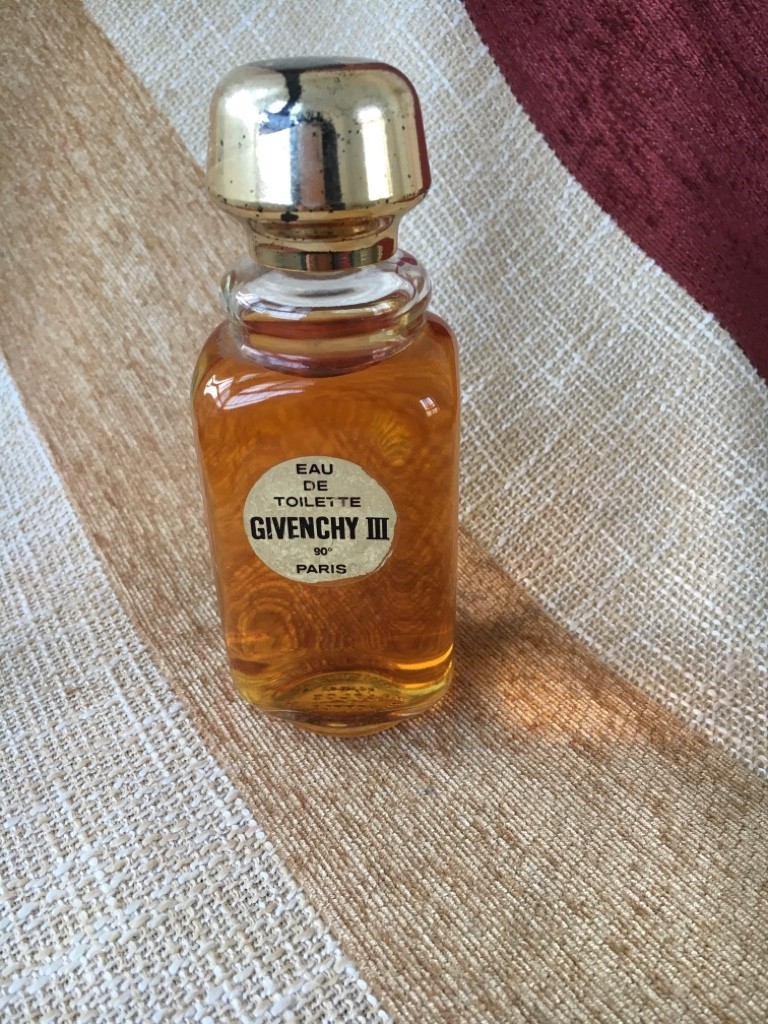 EAU
DE
TOILETTE
GIVENCHY III
90°
PARIS